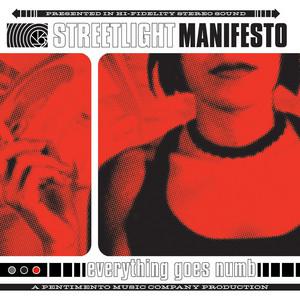 PRESENTED IN HI-FIDELITY STEREO SOUND
STREETLIGHT MANIFESTO
everything goes numb
A PENTIMENTO MUSIC COMPANY PRODUCTION